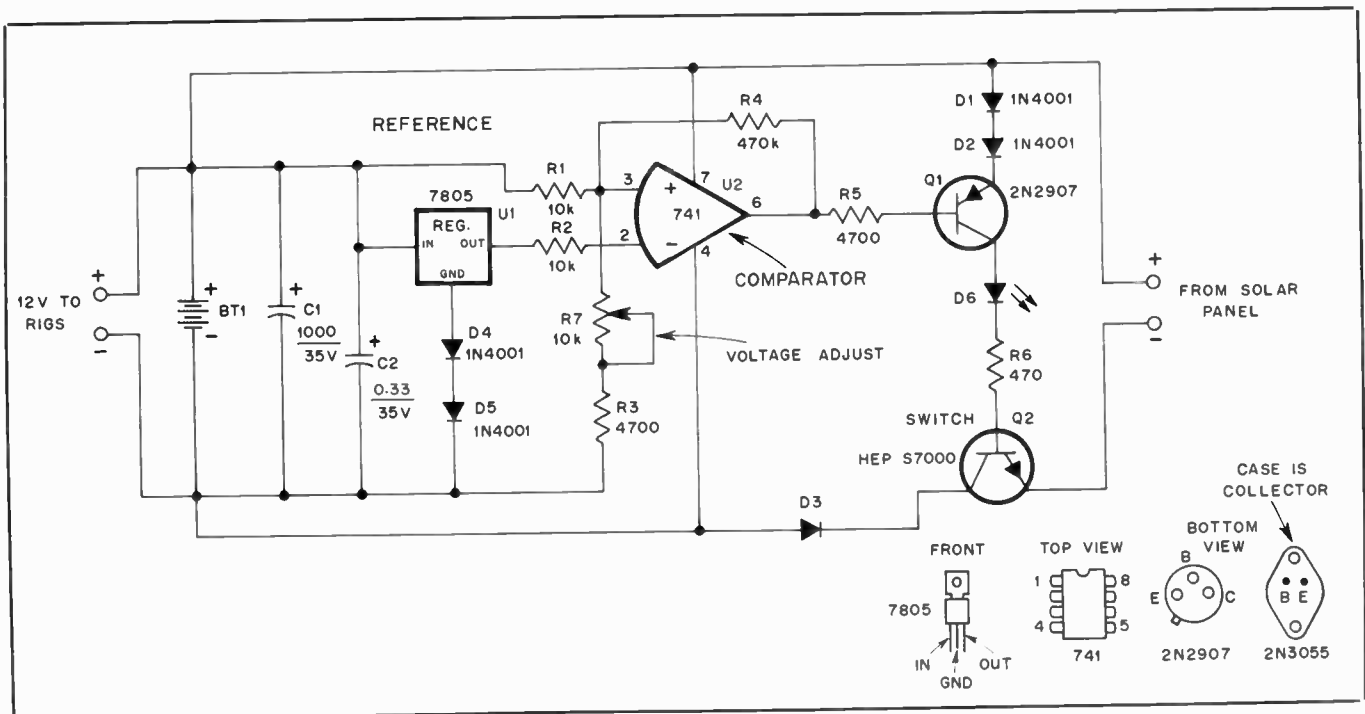 REFERENCE
7805
U1
REG.
IN OUT
GND
R1
10k
R2
10k
R4
470k
3
2
+
−
741
7
U2
6
4
COMPARATOR
R5
4700
D1 1N4001
D2 1N4001
Q1
2N2907
D6
R6
470
SWITCH Q2
HEP S7000
+
FROM SOLAR
PANEL
−
+
12V TO
RIGS
−
+
BT1
−
+
C1
1000
35V
+
C2
0.33
35V
D4
1N4001
D5
1N4001
R7
10k
VOLTAGE ADJUST
R3
4700
D3
CASE IS
COLLECTOR
FRONT
7805
IN
GND
OUT
TOP VIEW
1 8
4 5
741
BOTTOM
VIEW
B
E C
2N2907
B E
2N3055